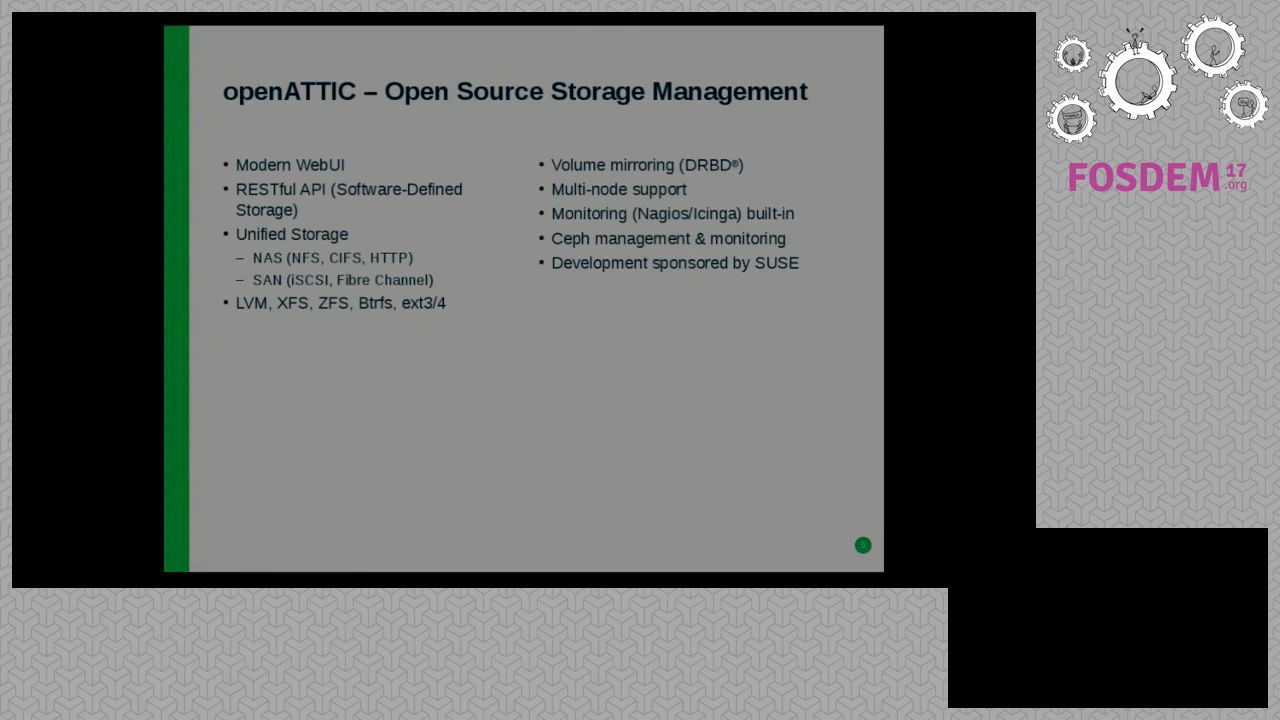 openATTIC – Open Source Storage Management
• Modern WebUI
• RESTful API (Software-Defined
Storage)
• Unified Storage
– NAS (NFS, CIFS, HTTP)
– SAN (iSCSI, Fibre Channel)
• LVM, XFS, ZFS, Btrfs, ext3/4
• Volume mirroring (DRBD®)
• Multi-node support
• Monitoring (Nagios/Icinga) built-in
• Ceph management & monitoring
• Development sponsored by SUSE
5
FOSDEM 17
.org